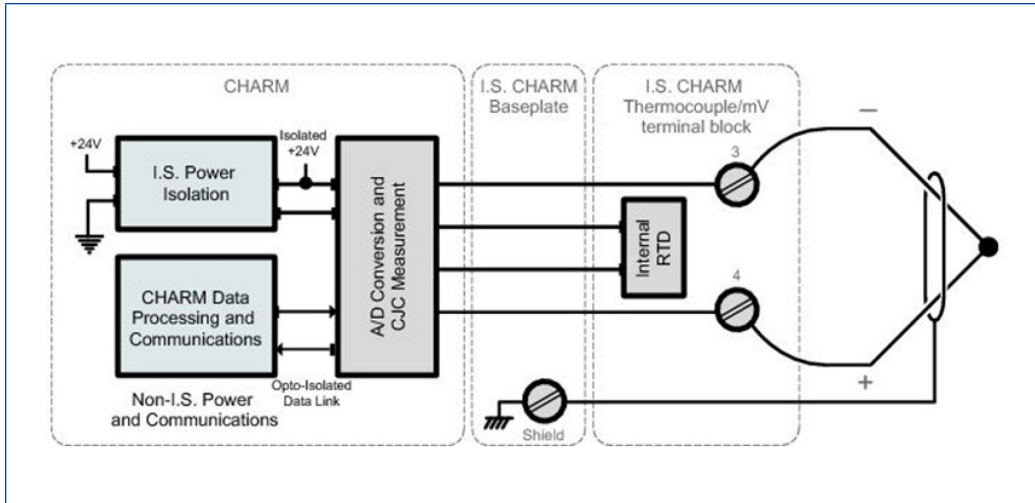 CHARM
I.S. CHARM
Baseplate
I.S. CHARM
Thermocouple/mV
terminal block
+24V
Isolated
+24V
I.S. Power
Isolation
A/D Conversion and
CJC Measurement
3
−
Internal
RTD
CHARM Data
Processing and
Communications
4
+
Opto-Isolated
Data Link
Non-I.S. Power
and Communications
Shield